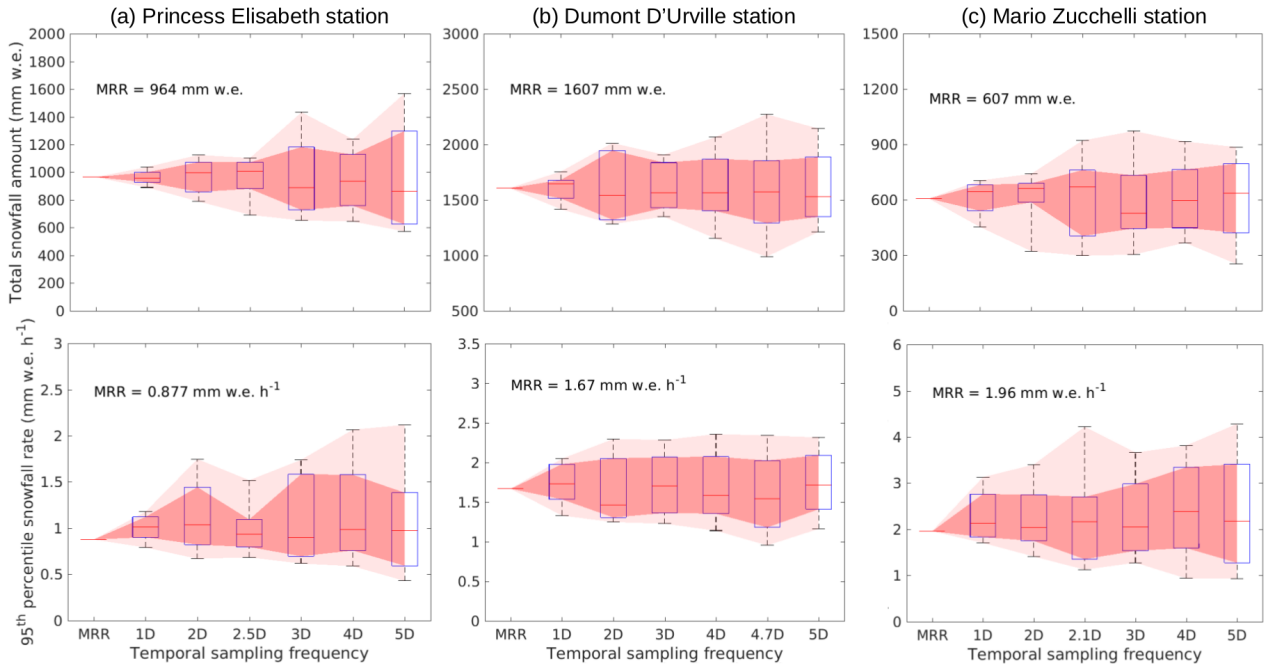 (a) Princess Elisabeth station
(b) Dumont D'Urville station
(c) Mario Zucchelli station
Total snowfall amount (mm w.e.)
2000
1800
1600
1400
1200
1000
800
600
400
200
0
MRR = 964 mm w.e.
3000
2500
2000
1500
1000
500
MRR = 1607 mm w.e.
1500
1200
900
600
300
0
MRR = 607 mm w.e.
95th percentile snowfall rate (mm w.e. h-1)
3
2.5
2
1.5
1
0.5
0
MRR = 0.877 mm w.e. h-1
MRR 1D 2D 2.5D 3D 4D 5D
Temporal sampling frequency
3.5
3
2.5
2
1.5
1
0.5
0
MRR = 1.67 mm w.e. h-1
MRR 1D 2D 3D 4D 4.7D 5D
Temporal sampling frequency
6
5
4
3
2
1
0
MRR = 1.96 mm w.e. h-1
MRR 1D 2D 2.1D 3D 4D 5D
Temporal sampling frequency